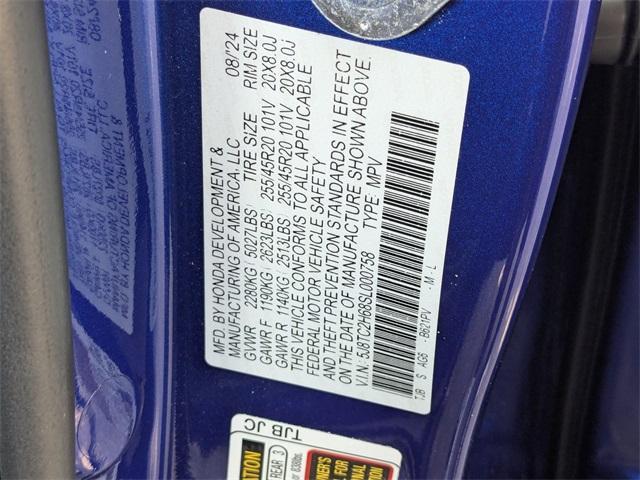 MFD. BY HONDA DEVELOPMENT &
MANUFACTURING OF AMERICA, LLC 08/'24
GVWR 2280KG( 5027LBS) TIRE SIZE RIM SIZE
GAWR F 1190KG( 2623LBS) 255/45R20 101V 20X8.0J
GAWR R 1140KG( 2513LBS) 255/45R20 101V 20X8.0J
THIS VEHICLE CONFORMS TO ALL APPLICABLE
FEDERAL MOTOR VEHICLE SAFETY
AND THEFT PREVENTION STANDARDS IN EFFECT
ON THE DATE OF MANUFACTURE SHOWN ABOVE.
V.I.N.: 5J8TC2H68SL000758 TYPE MPV
TJB S AG6 - B621PV - M - L
TJB JC
REAR 3